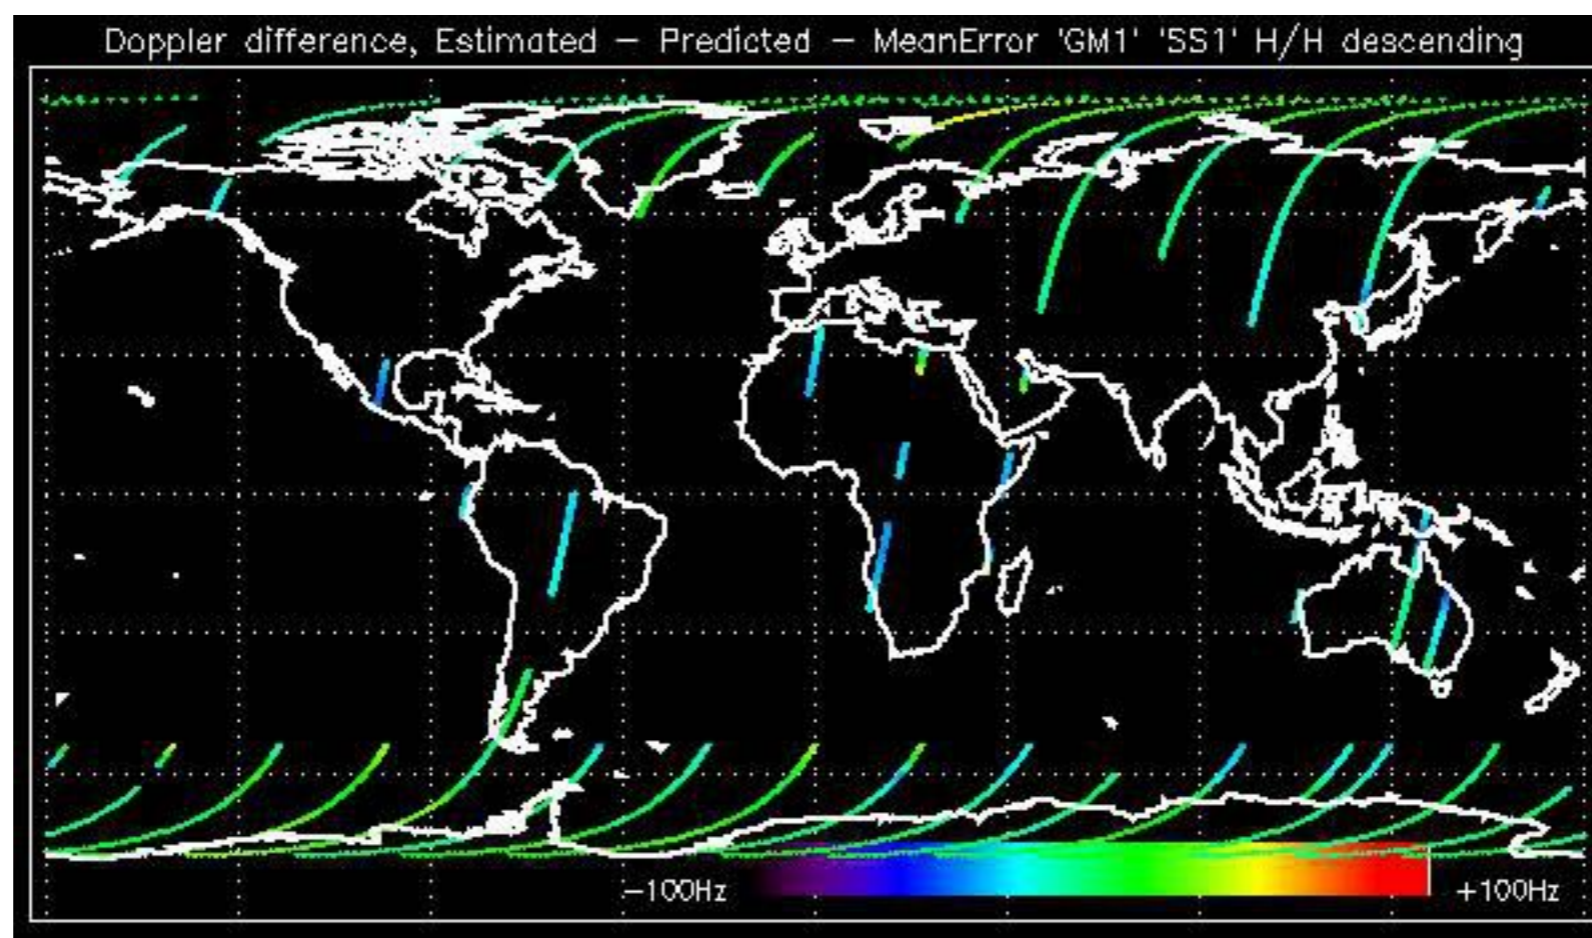 Doppler difference, Estimated – Predicted – MeanError 'GM1' 'SS1' H/H descending
–100Hz
+100Hz